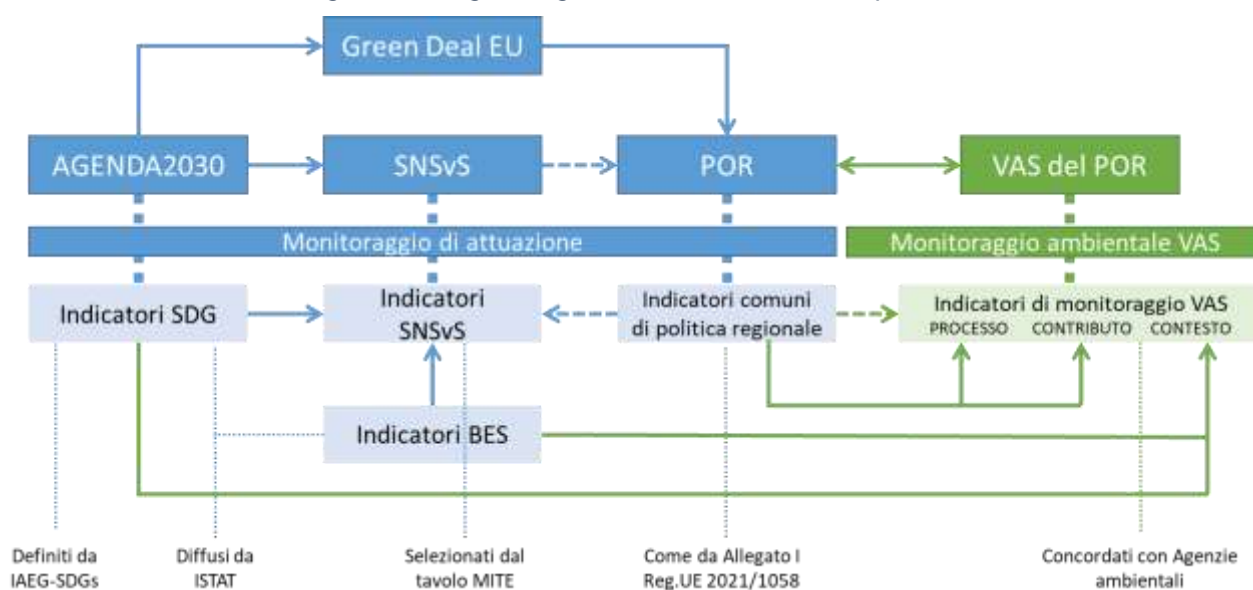 Green Deal EU
AGENDA2030
SNSvS
POR
VAS del POR
Monitoraggio di attuazione
Monitoraggio ambientale VAS
Indicatori SDG
Indicatori
SNSvS
Indicatori comuni
di politica regionale
Indicatori di monitoraggio VAS
PROCESSO CONTRIBUTO CONTESTO
Indicatori BES
Definiti da
IAEG-SDGs
Diffusi da
ISTAT
Selezionati dal
tavolo MITE
Come da Allegato I
Reg.UE 2021/1058
Concordati con Agenzie
ambientali